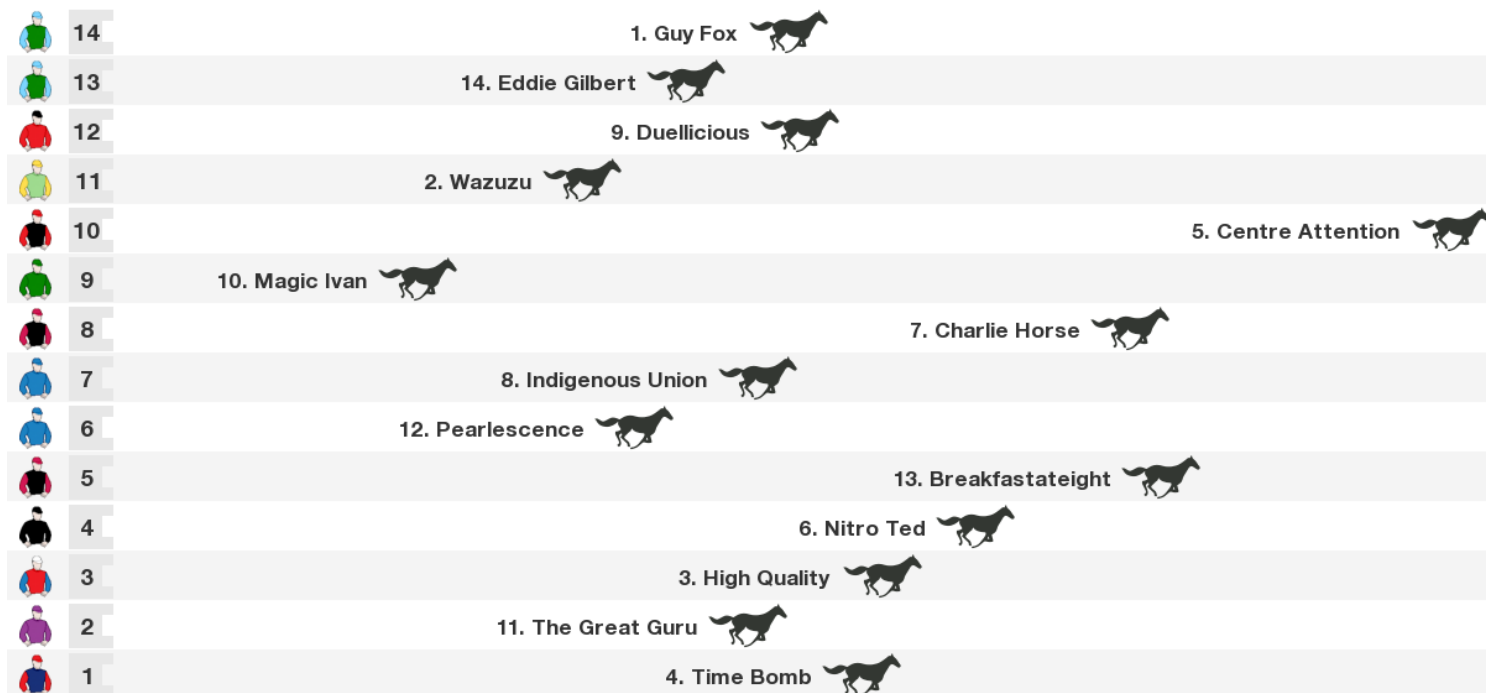 14 1. Guy Fox
13 14. Eddie Gilbert
12 9. Duellicious
11 2. Wazuzu
10 5. Centre Attention
9 10. Magic Ivan
8 7. Charlie Horse
7 8. Indigenous Union
6 12. Pearlescence
5 13. Breakfastateight
4 6. Nitro Ted
3 3. High Quality
2 11. The Great Guru
1 4. Time Bomb